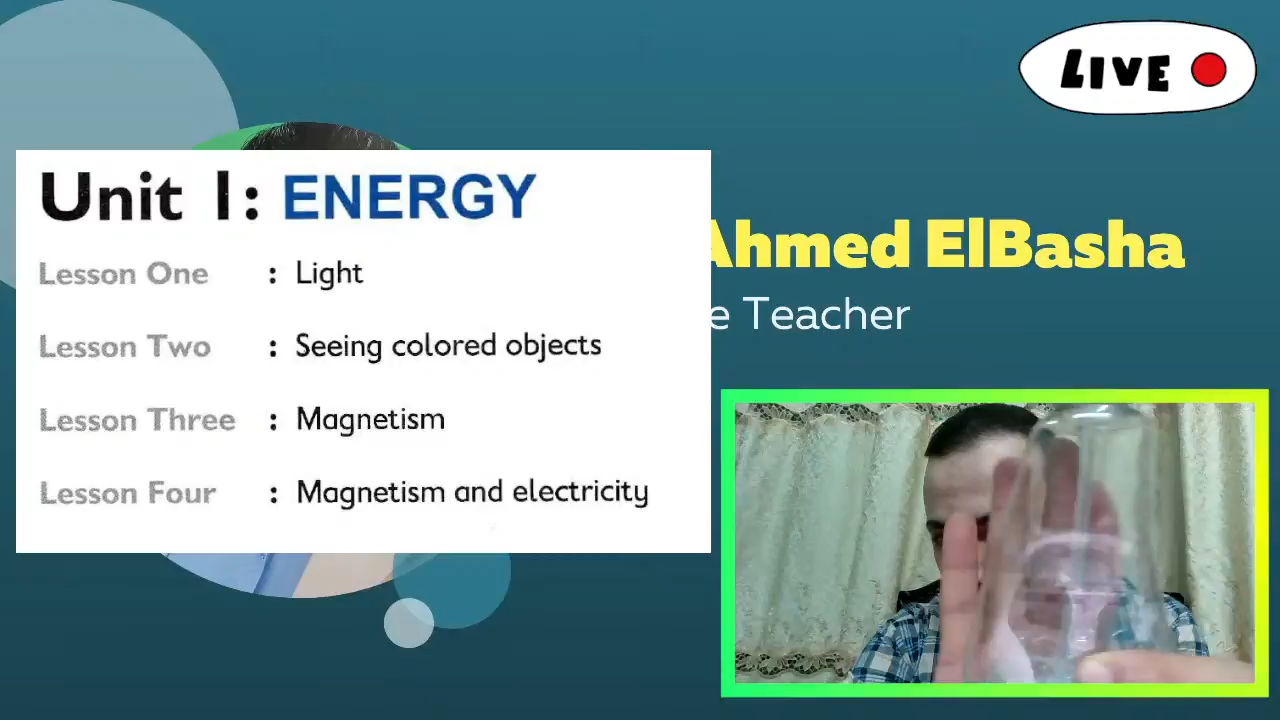 LIVE
Unit 1: ENERGY
Lesson One : Light
Lesson Two : Seeing colored objects
Lesson Three : Magnetism
Lesson Four : Magnetism and electricity
Ahmed ElBasha
Teacher